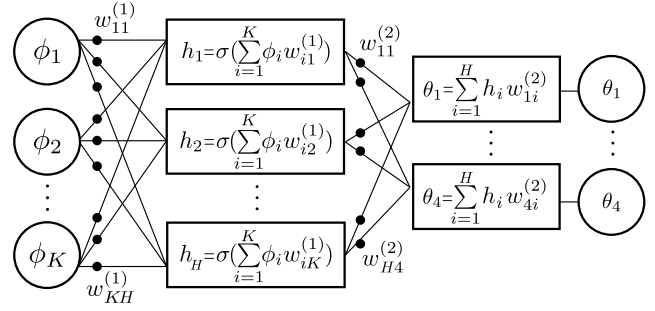 w_{11}^{(1)}
ϕ_1
h_1=σ(∑_{i=1}^{K} ϕ_i w_{i1}^{(1)})
w_{11}^{(2)}
θ_1=∑_{i=1}^{H} h_i w_{1i}^{(2)}
θ_1
ϕ_2
h_2=σ(∑_{i=1}^{K} ϕ_i w_{i2}^{(1)})
⋮
⋮
⋮
⋮
θ_4=∑_{i=1}^{H} h_i w_{4i}^{(2)}
θ_4
ϕ_K
h_H=σ(∑_{i=1}^{K} ϕ_i w_{iK}^{(1)})
w_{KH}^{(1)}
w_{H4}^{(2)}